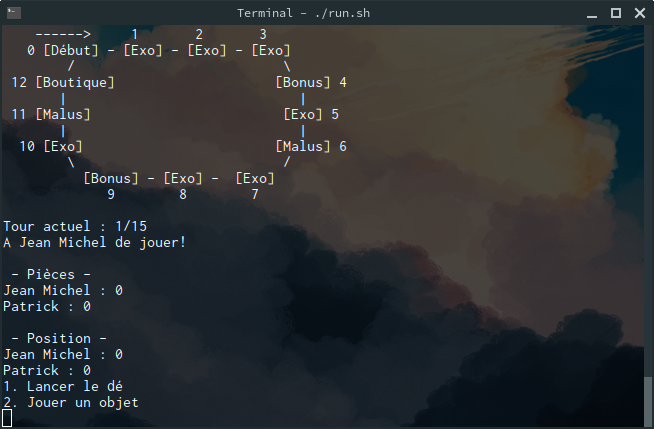 Terminal - ./run.sh
------> 1 2 3
0 [Début] - [Exo] - [Exo] - [Exo]
/ \
12 [Boutique] [Bonus] 4
| |
11 [Malus] [Exo] 5
| |
10 [Exo] [Malus] 6
\ /
[Bonus] - [Exo] - [Exo]
9 8 7
Tour actuel : 1/15
A Jean Michel de jouer!
- Pièces -
Jean Michel : 0
Patrick : 0
- Position -
Jean Michel : 0
Patrick : 0
1. Lancer le dé
2. Jouer un objet